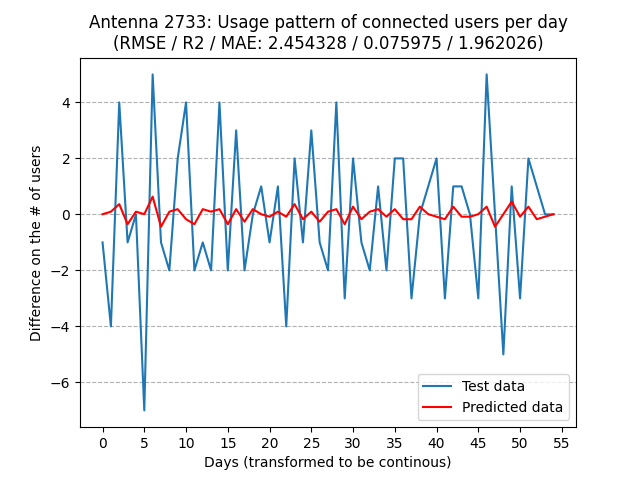 Antenna 2733: Usage pattern of connected users per day
(RMSE / R2 / MAE: 2.454328 / 0.075975 / 1.962026)
Difference on the # of users
4
2
0
−2
−4
−6
Test data
Predicted data
0 5 10 15 20 25 30 35 40 45 50 55
Days (transformed to be continous)